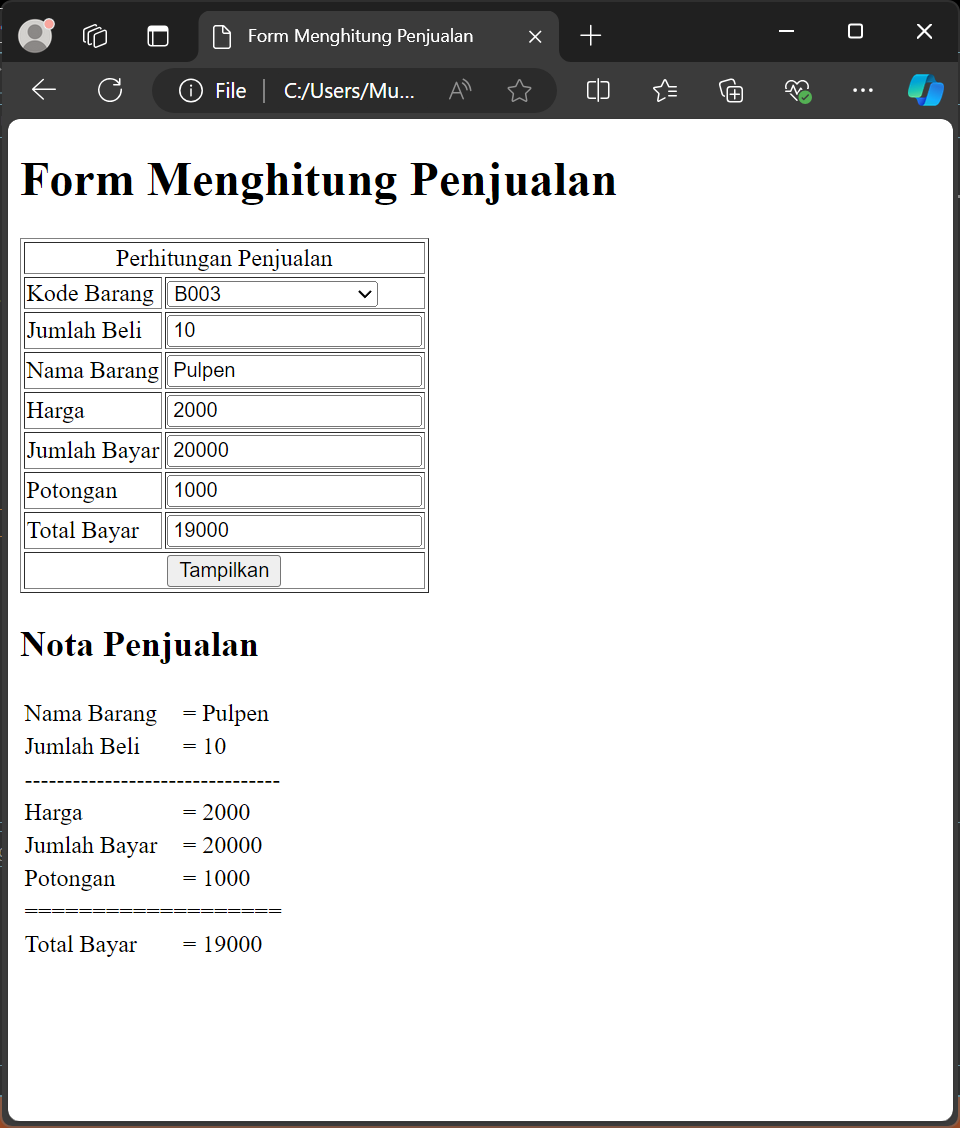 Form Menghitung Penjualan
File C:/Users/Mu...
Form Menghitung Penjualan
Perhitungan Penjualan
Kode Barang B003
Jumlah Beli 10
Nama Barang Pulpen
Harga 2000
Jumlah Bayar 20000
Potongan 1000
Total Bayar 19000
Tampilkan
Nota Penjualan
Nama Barang = Pulpen
Jumlah Beli = 10
--------------------------------
Harga = 2000
Jumlah Bayar = 20000
Potongan = 1000
===================
Total Bayar = 19000